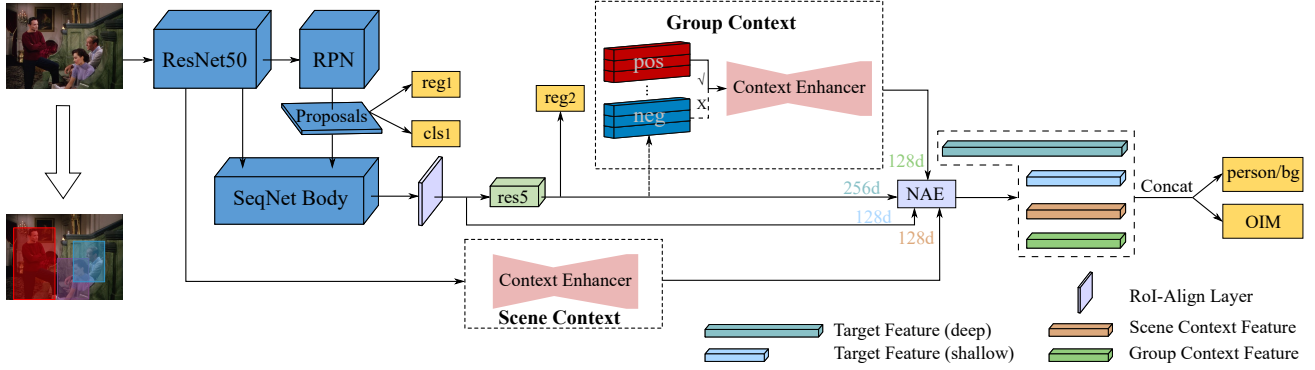 ResNet50
RPN
reg1
Proposals
cls1
SeqNet Body
res5
reg2
Group Context
pos
neg
√
X
Context Enhancer
128d
256d
NAE
128d
128d
Context Enhancer
Scene Context
Concat
person/bg
OIM
RoI-Align Layer
Target Feature (deep)
Scene Context Feature
Target Feature (shallow)
Group Context Feature